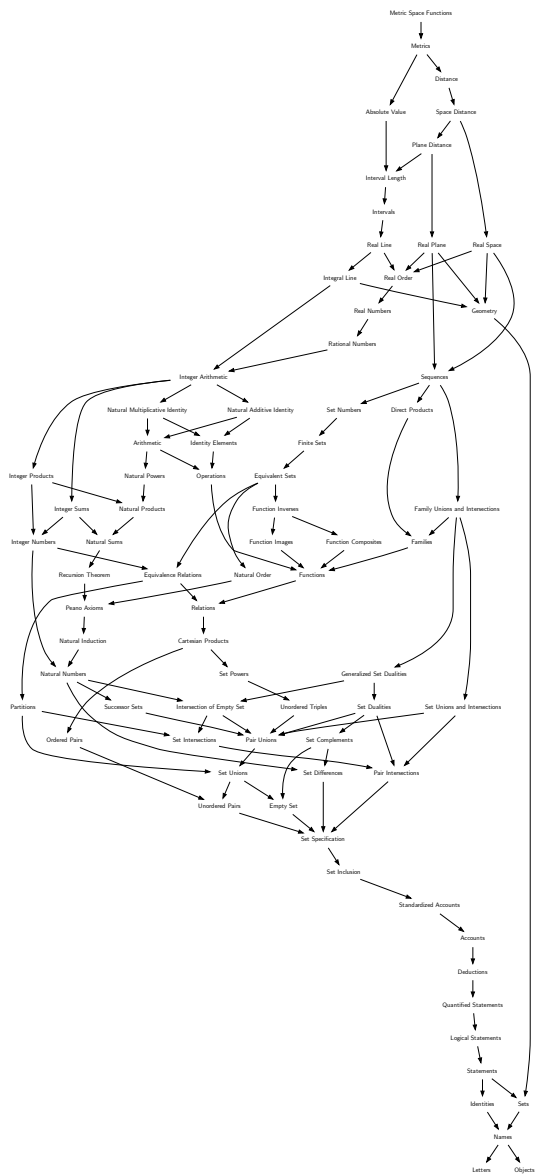 Metric Space Functions
Metrics
Distance
Absolute Value
Space Distance
Plane Distance
Interval Length
Intervals
Real Line
Real Plane
Real Space
Integral Line
Real Order
Real Numbers
Geometry
Rational Numbers
Integer Arithmetic
Sequences
Natural Multiplicative Identity
Natural Additive Identity
Set Numbers
Direct Products
Arithmetic
Identity Elements
Finite Sets
Integer Products
Natural Powers
Operations
Equivalent Sets
Integer Sums
Natural Products
Function Inverses
Family Unions and Intersections
Integer Numbers
Natural Sums
Function Images
Function Composites
Families
Recursion Theorem
Equivalence Relations
Natural Order
Functions
Peano Axioms
Relations
Natural Induction
Cartesian Products
Natural Numbers
Set Powers
Generalized Set Dualities
Partitions
Successor Sets
Intersection of Empty Set
Unordered Triples
Set Dualities
Set Unions and Intersections
Ordered Pairs
Set Intersections
Pair Unions
Set Complements
Set Unions
Set Differences
Pair Intersections
Unordered Pairs
Empty Set
Set Specification
Set Inclusion
Standardized Accounts
Accounts
Deductions
Quantified Statements
Logical Statements
Statements
Identities
Sets
Names
Letters
Objects